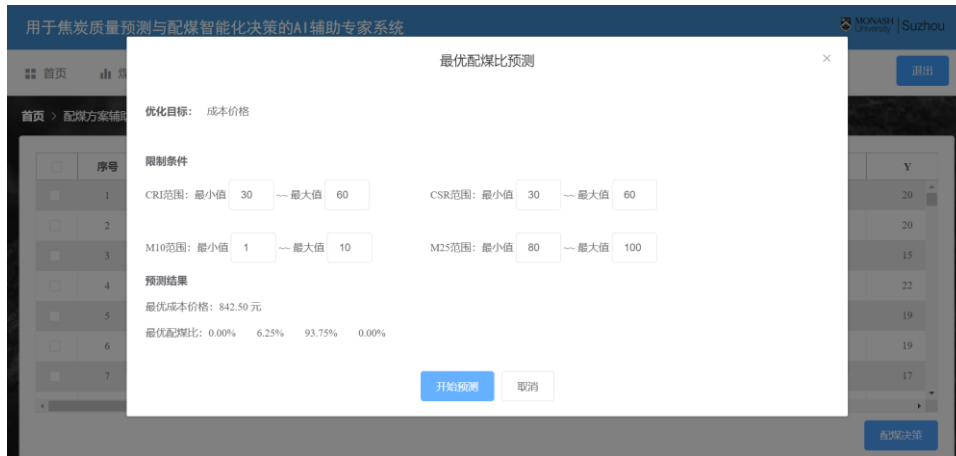 用于焦炭质量预测与配煤智能化决策的AI辅助专家系统
MONASH University | Suzhou
最优配煤比预测
×
首页
煤
退出
首页 > 配煤方案辅助
优化目标： 成本价格
序号
Y
限制条件
1
CRI范围：最小值 30 ~~ 最大值 60 CSR范围：最小值 30 ~~ 最大值 60
20
2
20
M10范围：最小值 1 ~~ 最大值 10 M25范围：最小值 80 ~~ 最大值 100
3
15
预测结果
4
22
最优成本价格：842.50 元
5
19
最优配煤比：0.00% 6.25% 93.75% 0.00%
6
19
7
17
开始预测 取消
配煤决策